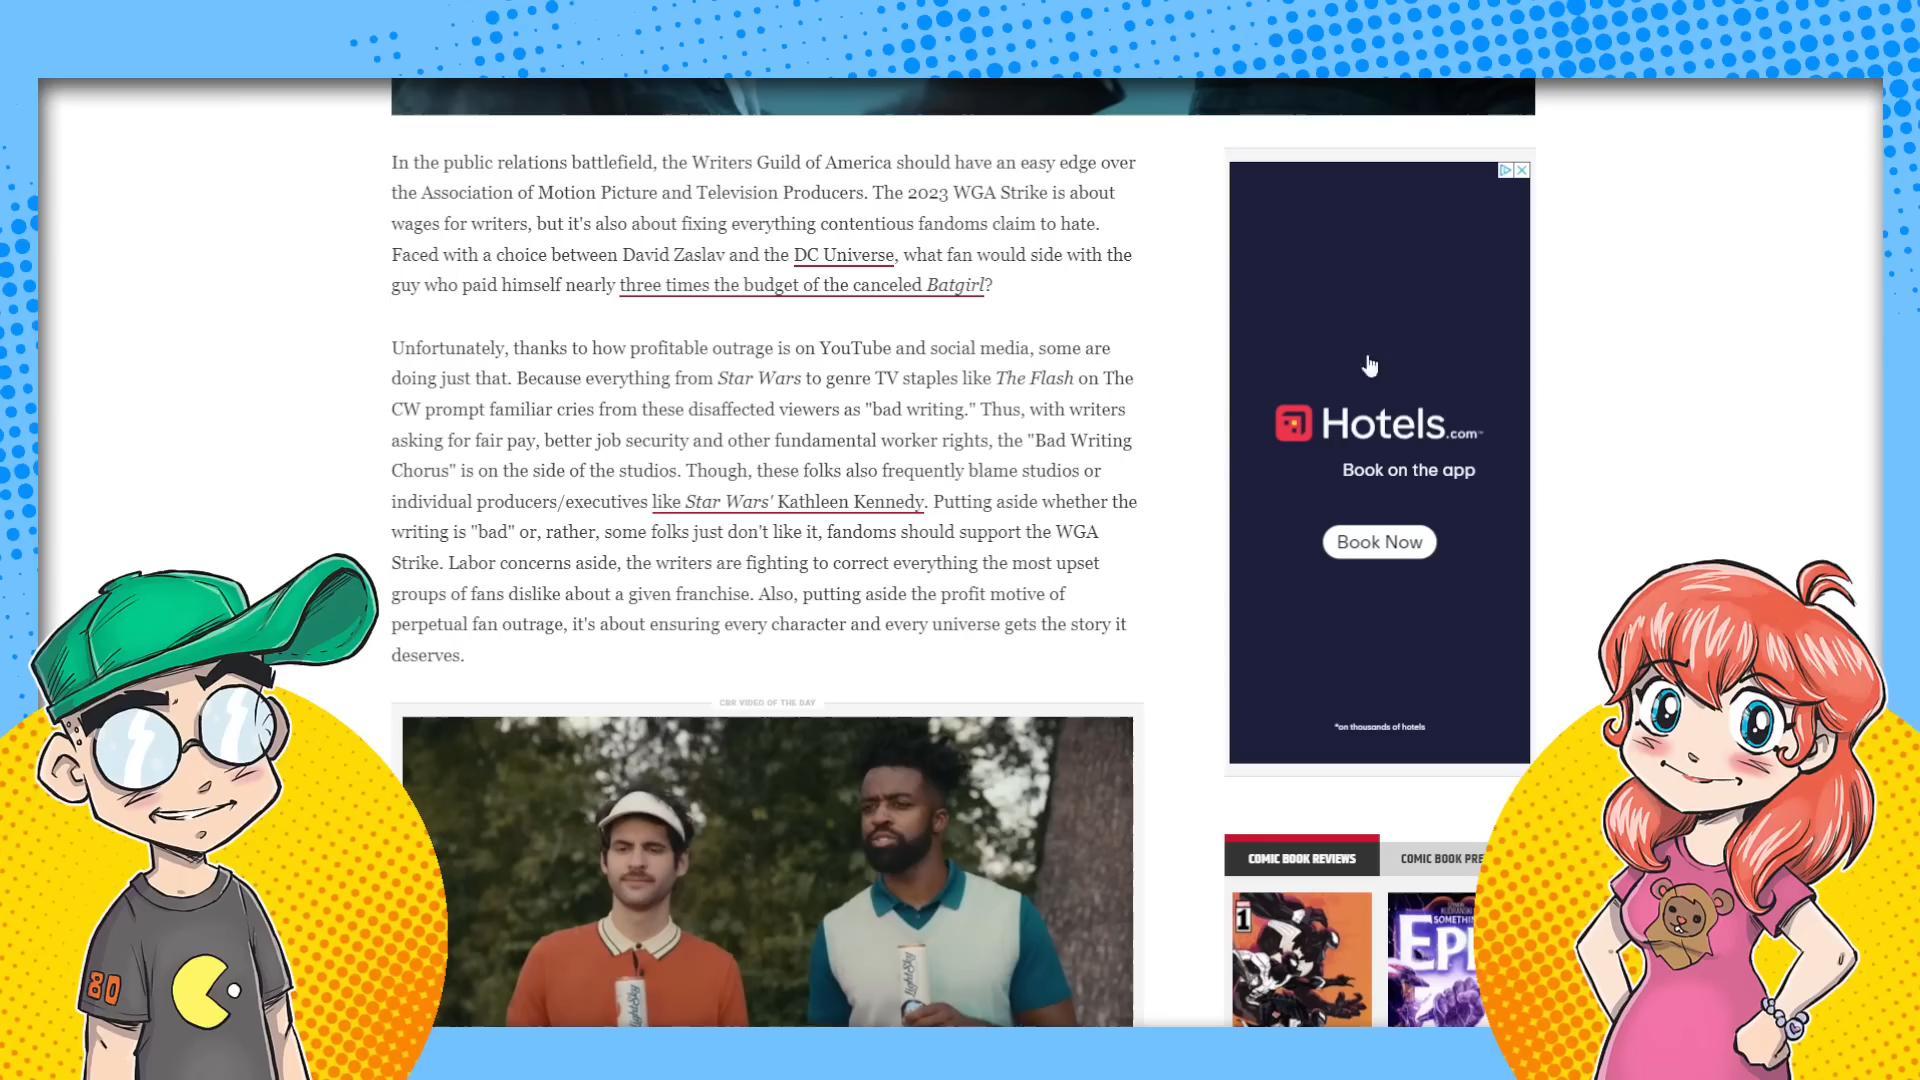 In the public relations battlefield, the Writers Guild of America should have an easy edge over
the Association of Motion Picture and Television Producers. The 2023 WGA Strike is about
wages for writers, but it's also about fixing everything contentious fandoms claim to hate.
Faced with a choice between David Zaslav and the DC Universe, what fan would side with the
guy who paid himself nearly three times the budget of the canceled Batgirl?
Unfortunately, thanks to how profitable outrage is on YouTube and social media, some are
doing just that. Because everything from Star Wars to genre TV staples like The Flash on The
CW prompt familiar cries from these disaffected viewers as "bad writing." Thus, with writers
asking for fair pay, better job security and other fundamental worker rights, the "Bad Writing
Chorus" is on the side of the studios. Though, these folks also frequently blame studios or
individual producers/executives like Star Wars' Kathleen Kennedy. Putting aside whether the
writing is "bad" or, rather, some folks just don't like it, fandoms should support the WGA
Strike. Labor concerns aside, the writers are fighting to correct everything the most upset
groups of fans dislike about a given franchise. Also, putting aside the profit motive of
perpetual fan outrage, it's about ensuring every character and every universe gets the story it
deserves.
CBR VIDEO OF THE DAY
Hotels.com
Book on the app
Book Now
*on thousands of hotels
COMIC BOOK REVIEWS
COMIC BOOK PRE
1
SOMETHI
EPI
80